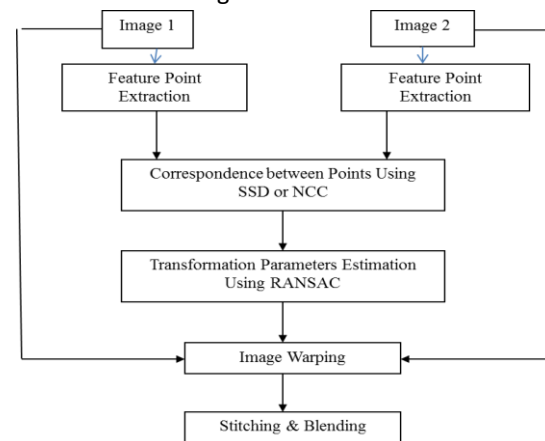 Image 1
Image 2
Feature Point
Extraction
Feature Point
Extraction
Correspondence between Points Using
SSD or NCC
Transformation Parameters Estimation
Using RANSAC
Image Warping
Stitching & Blending